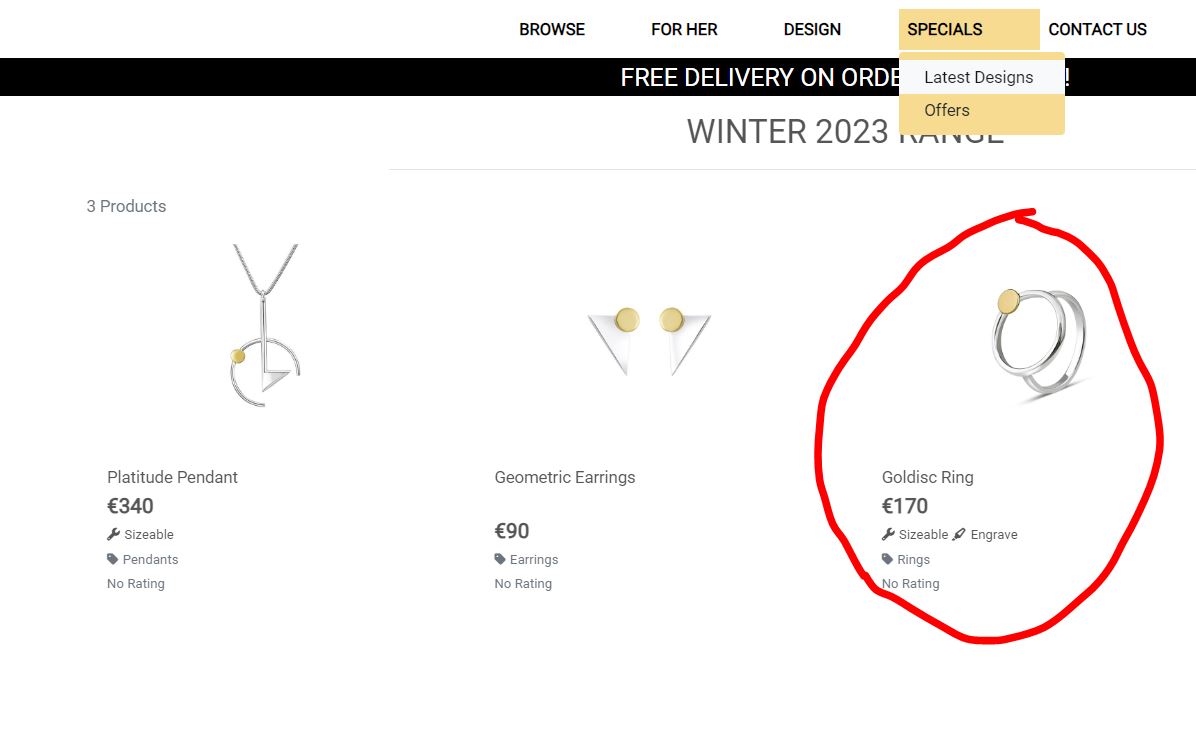 BROWSE FOR HER DESIGN SPECIALS CONTACT US
Latest Designs
Offers
FREE DELIVERY ON !
WINTER 2023 RANGE
3 Products
Platitude Pendant
€340
Sizeable
Pendants
No Rating
Geometric Earrings
€90
Earrings
No Rating
Goldisc Ring
€170
Sizeable Engrave
Rings
No Rating